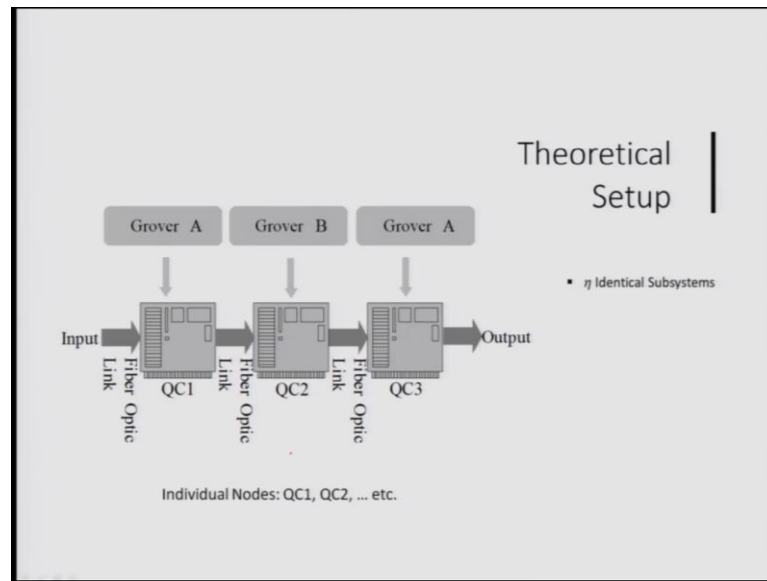 Theoretical
Setup
Grover A
Grover B
Grover A
η Identical Subsystems
Input
Output
Fiber Optic
Link
Fiber Optic
Link
Fiber Optic
Link
QC1
QC2
QC3
Individual Nodes: QC1, QC2, ... etc.